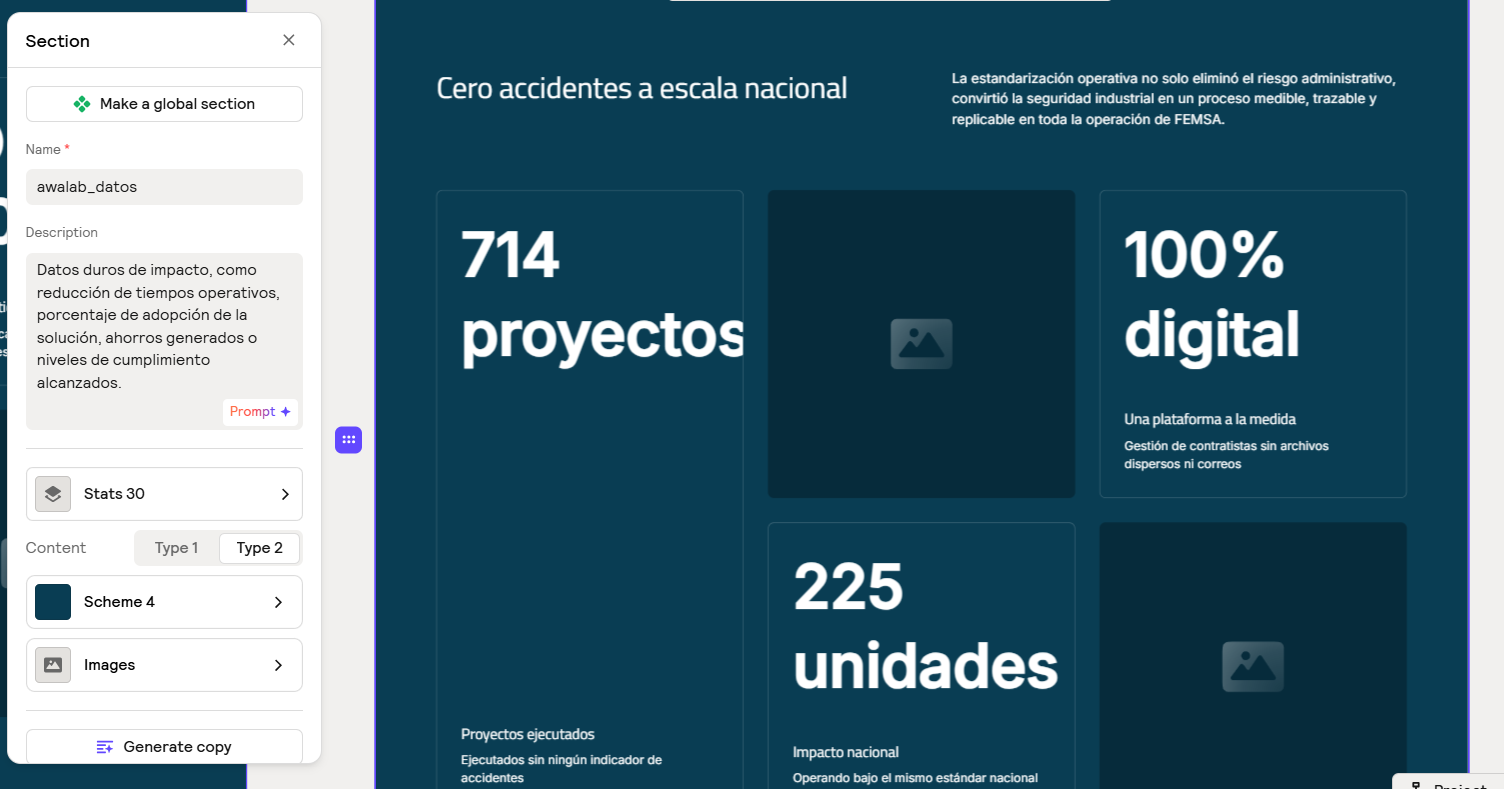 Section
Make a global section
Name *
awalab_datos
Description
Datos duros de impacto, como
reducción de tiempos operativos,
porcentaje de adopción de la
solución, ahorros generados o
niveles de cumplimiento
alcanzados.
Prompt
Stats 30
Content
Type 1
Type 2
Scheme 4
Images
Generate copy
Cero accidentes a escala nacional
La estandarización operativa no solo eliminó el riesgo administrativo,
convirtió la seguridad industrial en un proceso medible, trazable y
replicable en toda la operación de FEMSA.
714
proyectos
Proyectos ejecutados
Ejecutados sin ningún indicador de
accidentes
100%
digital
Una plataforma a la medida
Gestión de contratistas sin archivos
dispersos ni correos
225
unidades
Impacto nacional
Operando bajo el mismo estándar nacional
Project